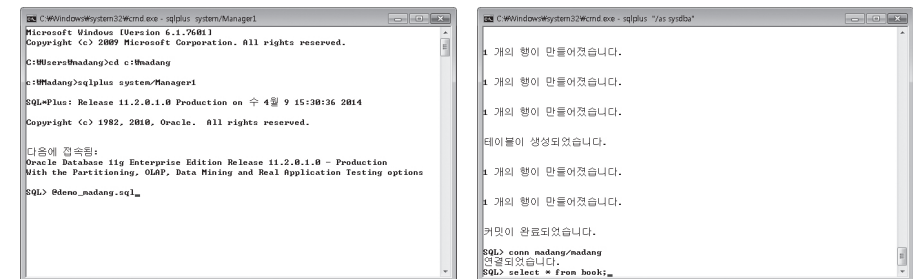 C:\Windows\system32\cmd.exe - sqlplus  system/Manager1
Microsoft Windows [Version 6.1.7601]
Copyright (c) 2009 Microsoft Corporation. All rights reserved.
C:\Users\madang>cd c:\madang
c:\Madang>sqlplus system/Manager1
SQL*Plus: Release 11.2.0.1.0 Production on 수 4월 9 15:30:36 2014
Copyright (c) 1982, 2010, Oracle.  All rights reserved.
다음에 접속됨:
Oracle Database 11g Enterprise Edition Release 11.2.0.1.0 - Production
With the Partitioning, OLAP, Data Mining and Real Application Testing options
SQL> @demo_madang.sql_
C:\Windows\system32\cmd.exe - sqlplus  "/as sysdba"
1 개의 행이 만들어졌습니다.
1 개의 행이 만들어졌습니다.
1 개의 행이 만들어졌습니다.
테이블이 생성되었습니다.
1 개의 행이 만들어졌습니다.
1 개의 행이 만들어졌습니다.
커밋이 완료되었습니다.
SQL> conn madang/madang
연결되었습니다.
SQL> select * from book;_